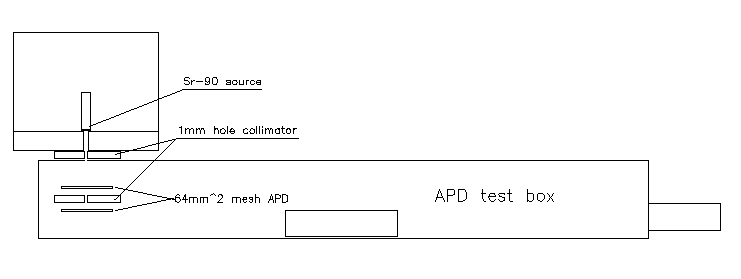 Sr-90 source
1mm hole collimator
64mm^2 mesh APD
APD test box